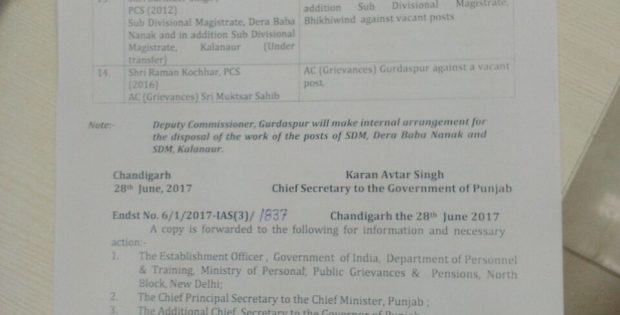 PCS (2012)
addition Sub Divisional Magistrate,
Sub Divisional Magistrate, Dera Baba
Bhikhiwind against vacant posts
Nanak and in addition Sub Divisional
Magistrate, Kalanaur (Under
transfer)
14.
Shri Raman Kochhar, PCS
AC (Grievances) Gurdaspur against a vacant
(2016)
post.
AC (Grievances) Sri Muktsar Sahib
Note:- Deputy Commissioner, Gurdaspur will make internal arrangement for
the disposal of the work of the posts of SDM, Dera Baba Nanak and
SDM, Kalanaur.
Chandigarh Karan Avtar Singh
28th June, 2017 Chief Secretary to the Government of Punjab
Endst No. 6/1/2017-IAS(3)/ 1837 Chandigarh the 28th June 2017
A copy is forwarded to the following for information and necessary
action:-
1. The Establishment Officer , Government of India, Department of Personnel
& Training, Ministry of Personal, Public Grievances & Pensions, North
Block, New Delhi;
2. The Chief Principal Secretary to the Chief Minister, Punjab ;
3. The Additional Chief Secretary to the Governor of Punjab